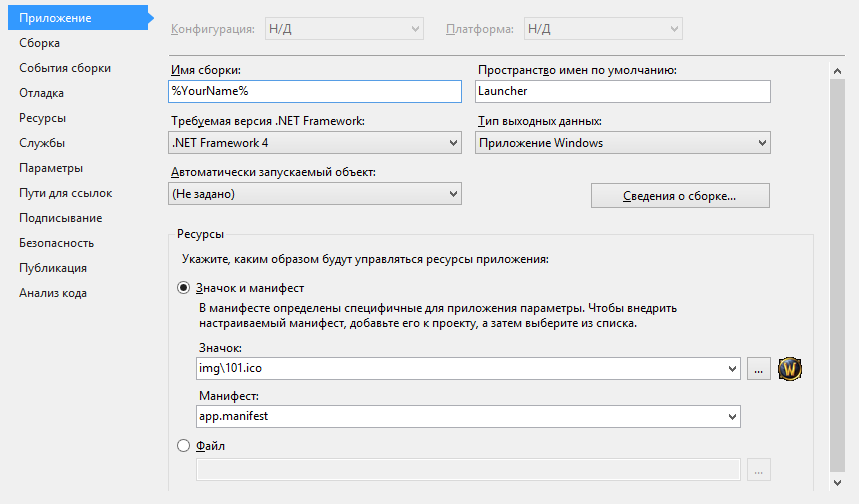 Приложение
Сборка
События сборки
Отладка
Ресурсы
Службы
Параметры
Пути для ссылок
Подписывание
Безопасность
Публикация
Анализ кода
Конфигурация: Н/Д Платформа: Н/Д
Имя сборки: Пространство имен по умолчанию:
%YourName% Launcher
Требуемая версия .NET Framework: Тип выходных данных:
.NET Framework 4 Приложение Windows
Автоматически запускаемый объект:
(Не задано) Сведения о сборке...
Ресурсы
Укажите, каким образом будут управляться ресурсы приложения:
Значок и манифест
В манифесте определены специфичные для приложения параметры. Чтобы внедрить
настраиваемый манифест, добавьте его к проекту, а затем выберите из списка.
Значок:
img\101.ico ... W
Манифест:
app.manifest
Файл
...